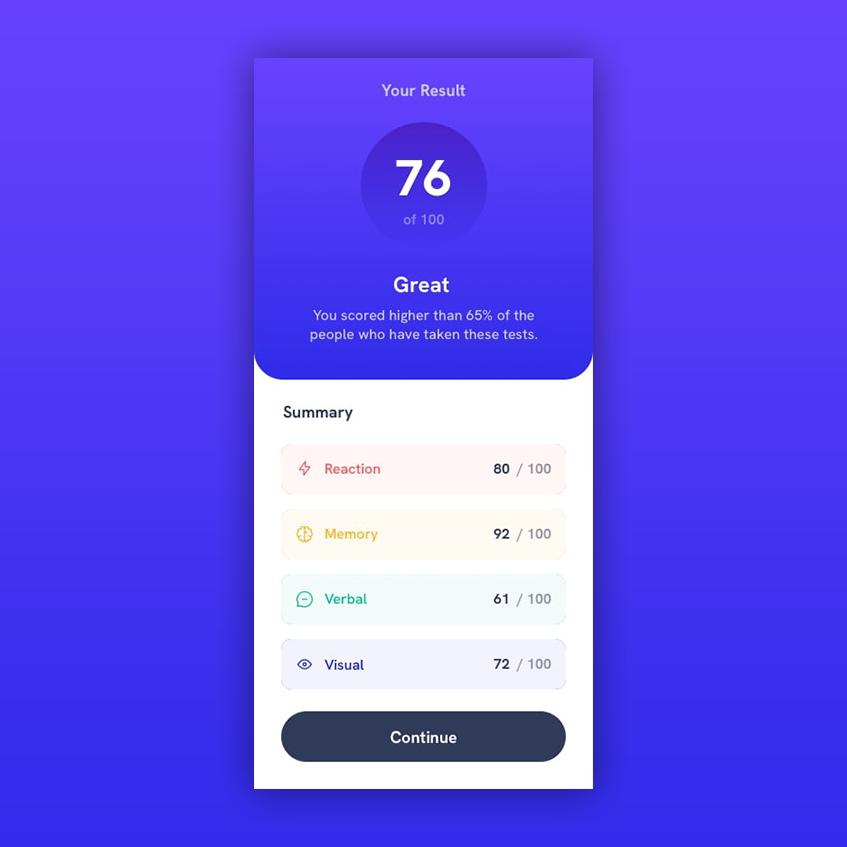 Your Result
76
of 100
Great
You scored higher than 65% of the
people who have taken these tests.
Summary
Reaction 80 / 100
Memory 92 / 100
Verbal 61 / 100
Visual 72 / 100
Continue